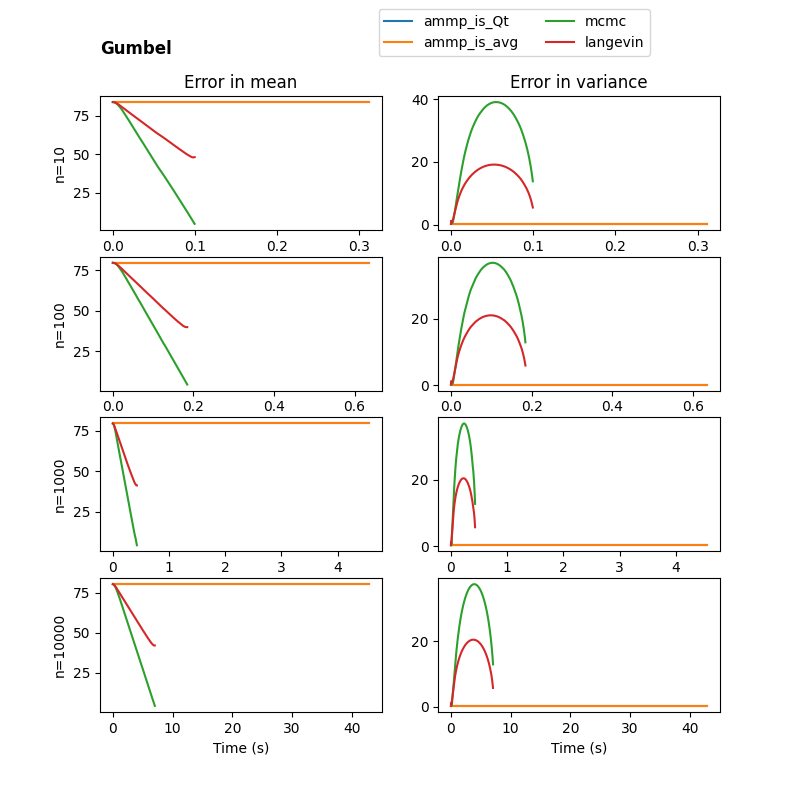 Gumbel
ammp_is_Qt
ammp_is_avg
mcmc
langevin
Error in mean
Error in variance
n=10
75
50
25
0.0 0.1 0.2 0.3
40
20
0
0.0 0.1 0.2 0.3
n=100
75
50
25
0.0 0.2 0.4 0.6
20
0
0.0 0.2 0.4 0.6
n=1000
75
50
25
0 1 2 3 4
20
0
0 1 2 3 4
n=10000
75
50
25
0 10 20 30 40
Time (s)
20
0
0 10 20 30 40
Time (s)